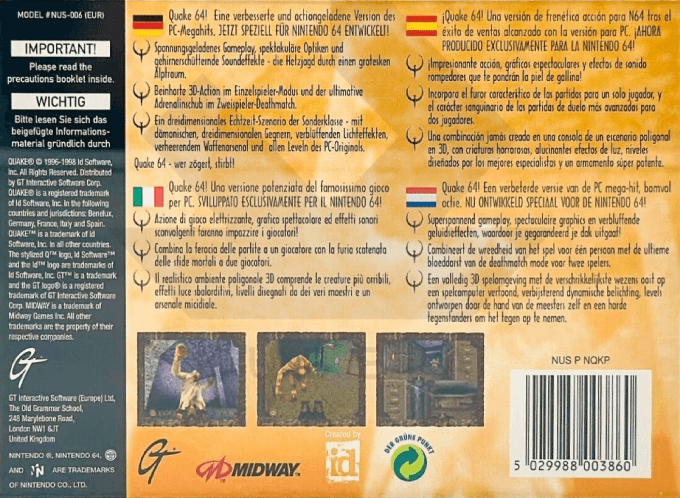 MODEL #NUS-006 (EUR)
IMPORTANT!
Please read the
precautions booklet inside.
WICHTIG
Bitte lesen Sie sich das
beigefügte Informations-
material gründlich durch
QUAKE® © 1996-1998 Id Software,
Inc. All Rights Reserved. Distributed
by GT Interactive Software Corp.
QUAKE® is a registered trademark
of Id Software, Inc. In the following
countries and jurisdictions: Benelux,
Germany, France, Italy and Spain.
QUAKE™ is a trademark of Id
Software, Inc. in all other countries.
The stylized Q™ logo, Id Software™
and the Id™ logo are trademarks of
Id Software, Inc. GT™ is a trademark
and the GT logo® is a registered
trademark of GT Interactive Software
Corp. MIDWAY is a trademark of
Midway Games Inc. All other
trademarks are the property of their
respective companies.
GT
GT Interactive Software (Europe) Ltd,
The Old Grammar School,
248 Marylebone Road,
London NW1 6JT
United Kingdom
NINTENDO ®, NINTENDO 64,
AND N ARE TRADEMARKS
OF NINTENDO CO., LTD.
Quake 64! Eine verbesserte und actiongeladene Version des
PC-Megahits. JETZT SPEZIELL FÜR NINTENDO 64 ENTWICKELT!
Spannungsgeladenes Gameplay, spektakuläre Optiken und
gehirnerschütternde Soundeffekte - die Hetzjagd durch einen grotesken
Alptraum.
Beinharte 3D-Action im Einzelspieler-Modus und der ultimative
Adrenalinschub im Zweispieler-Deathmatch.
Ein dreidimensionales Echtzeit-Szenario der Sonderklasse - mit
dämonischen, dreidimensionalen Gegnern, verblüffenden Lichteffekten,
verheerendem Waffenarsenal und allen Leveln des PC-Originals.
Quake 64 - wer zögert, stirbt!
Quake 64! Una versione potenziata del famosissimo gioco
per PC. SVILUPPATO ESCLUSIVAMENTE PER IL NINTENDO 64!
Azione di gioco elettrizzante, grafica spettacolare ed effetti sonori
sconvolgenti faranno impazzire i giocatori!
Combina la ferocia delle partite a un giocatore con la furia scatenata
delle sfide mortali a due giocatori.
Il realistico ambiente poligonale 3D comprende le creature più orribili,
effetti luce sbalorditivi, livelli disegnati da dei veri maestri e un
arsenale micidiale.
¡Quake 64! Una versión de frenética acción para N64 tras el
éxito de ventas alcanzado con la versión para PC. ¡AHORA
PRODUCIDO EXCLUSIVAMENTE PARA LA NINTENDO 64!
¡Impresionante acción, gráficos espectaculares y efectos de sonido
rompedores que te pondrán la piel de gallina!
Incorpora el furor característico de las partidas para un solo jugador, y
el carácter sanguinario de las partidas de duelo más avanzadas para
dos jugadores.
Una combinación jamás creada en una consola de un escenario poligonal
en 3D, con criaturas horrorosas, alucinantes efectos de luz, niveles
diseñados por los mejores especialistas y un armamento súper potente.
Quake 64! Een verbeterde versie van de PC mega-hit, bomvol
actie. NU ONTWIKKELD SPECIAAL VOOR DE NINTENDO 64!
Superspannend gameplay, spectaculaire graphics en verbluffende
geluidseffecten, waardoor je gegarandeerd je dak uitgaat!
Combineert de wreedheid van het spel voor één persoon met de ultieme
bloeddorst van de deathmatch mode voor twee spelers.
Een volledig 3D spelomgeving met de verschrikkelijkste wezens ooit op
een spelcomputer vertoond, verbijsterend dynamische belichting, levels
ontworpen door de hand van de meesters zelf en een harde
tegenstanders om het tegen op te nemen.
NUS P NQKP
GT
MIDWAY
Created by
id
DER GRÜNE PUNKT
5 029988 003860